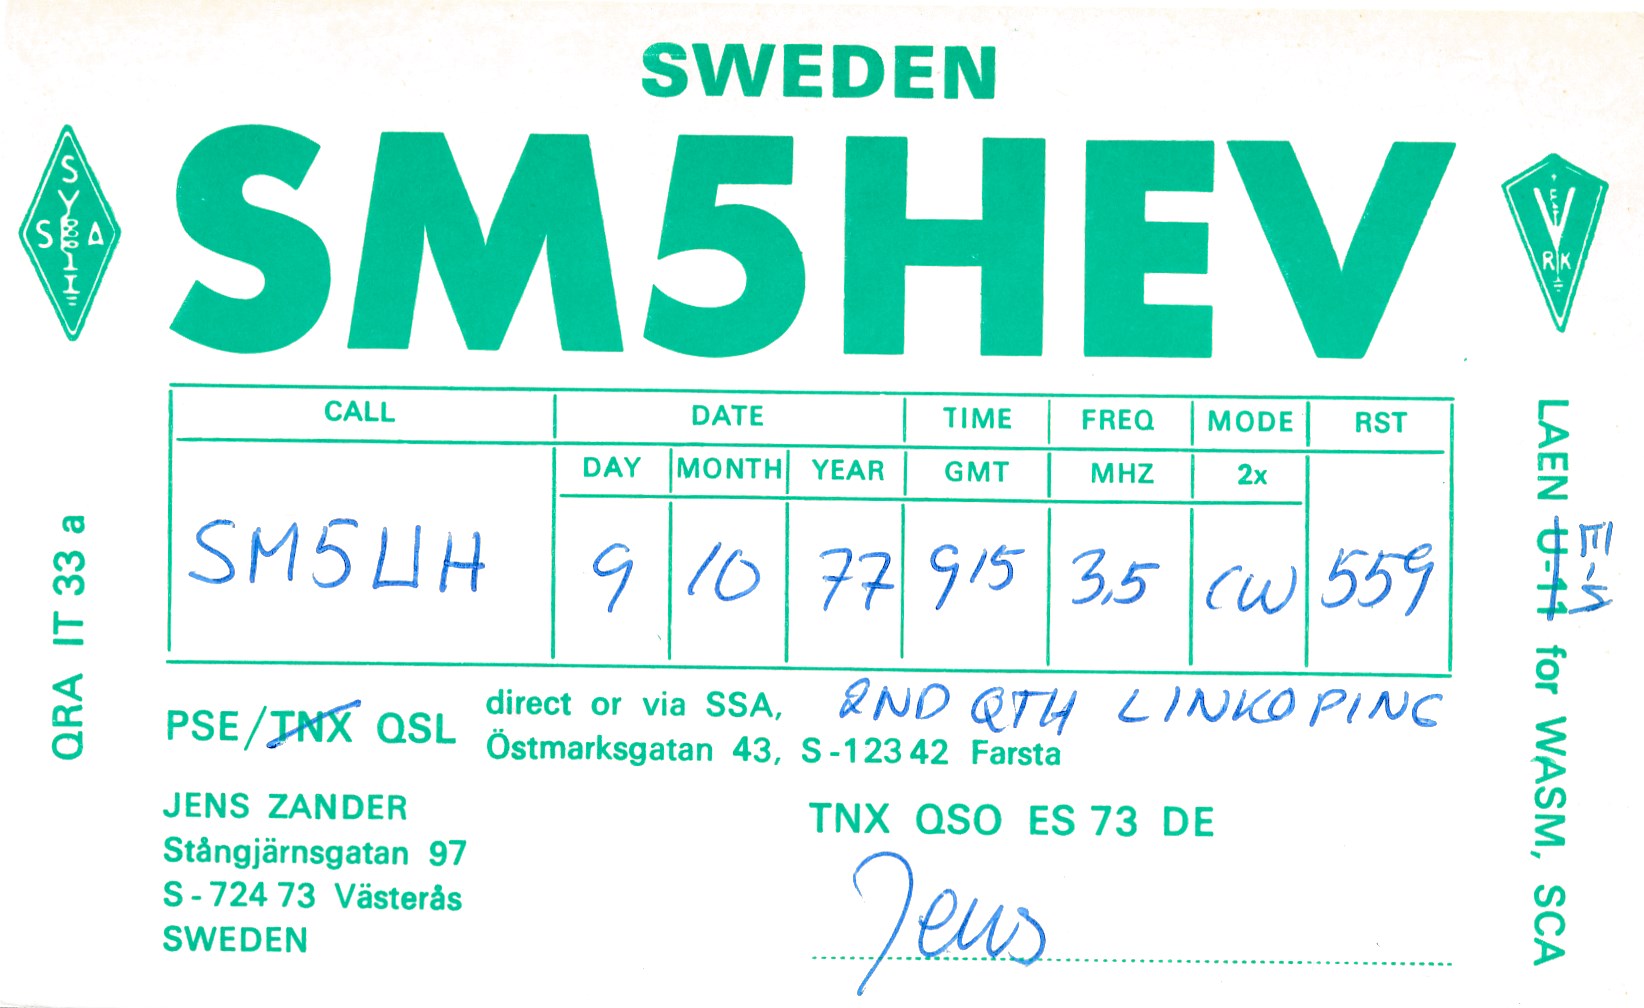 SWEDEN
SM5HEV
CALL DATE TIME FREQ MODE RST
DAY MONTH YEAR GMT MHZ 2x
SM5UH 9 10 77 915 3,5 CW 559
PSE/TNX QSL direct or via SSA, 2ND QTH LINKOPING
Östmarksgatan 43, S-123 42 Farsta
JENS ZANDER
Stångjärnsgatan 97
S-724 73 Västerås
SWEDEN
TNX QSO ES 73 DE
Jens
QRA IT 33 a
LAEN U-11 for WASM, SCA
E-5
R K